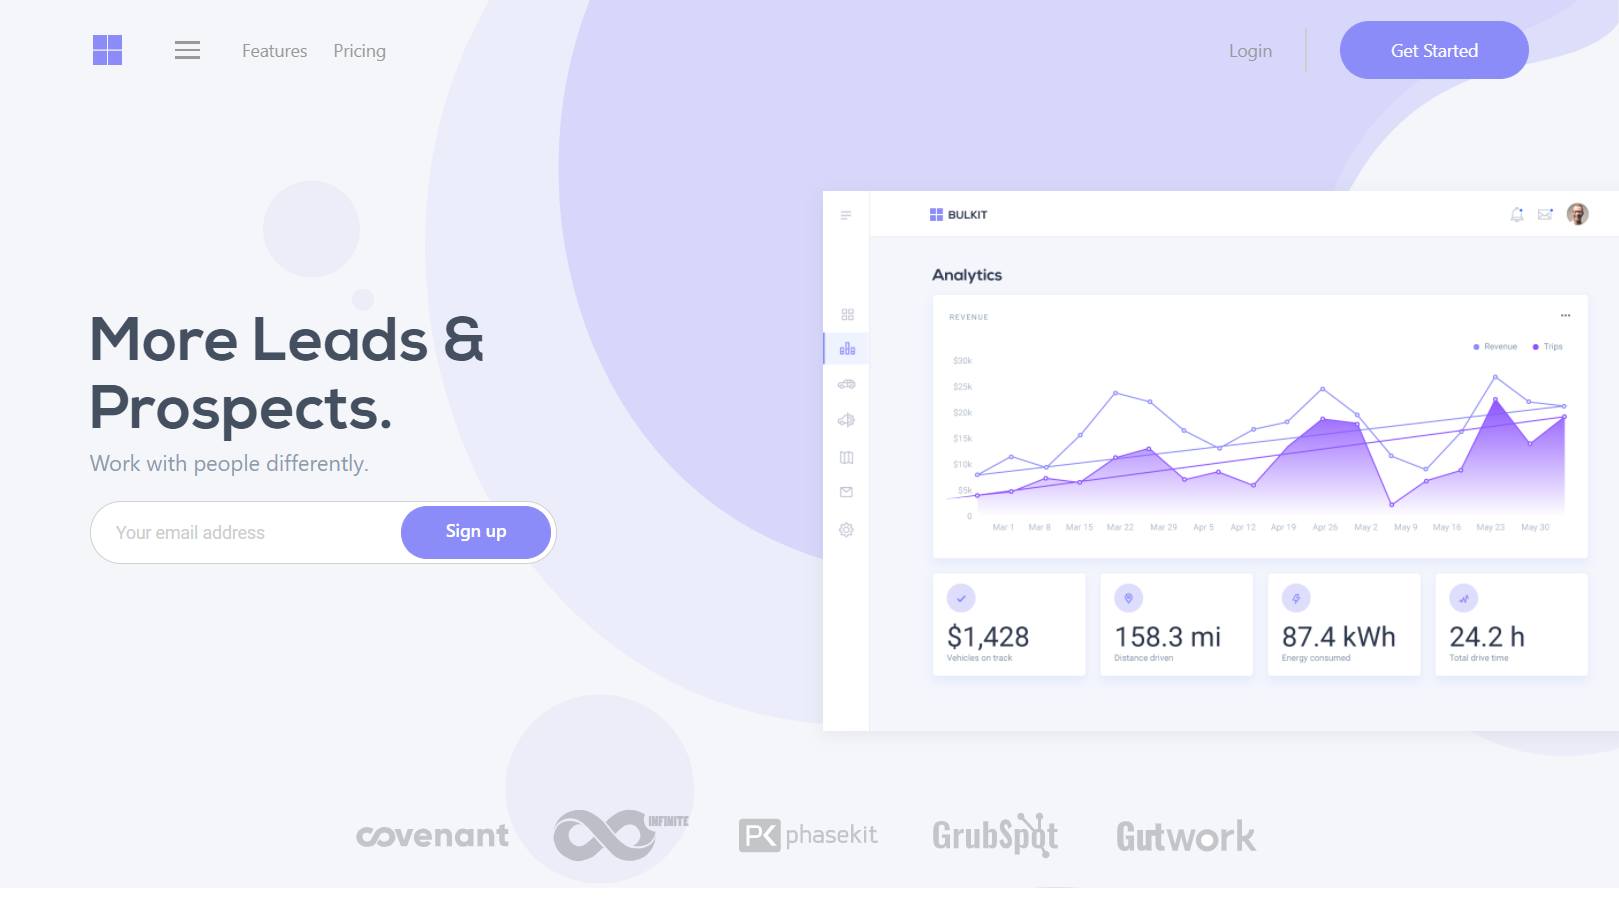 Features Pricing Login Get Started
More Leads &
Prospects.
Work with people differently.
Your email address Sign up
BULKIT
Analytics
REVENUE
Revenue Trips
$30k
$25k
$20k
$15k
$10k
$5k
0
Mar 1 Mar 8 Mar 15 Mar 22 Mar 29 Apr 5 Apr 12 Apr 19 Apr 26 May 2 May 9 May 16 May 23 May 30
$1,428 158.3 mi 87.4 kWh 24.2 h
Vehicles on track Distance driven Energy consumed Total drive time
covenant INFINITE PK phasekit GrubSpot Gutwork